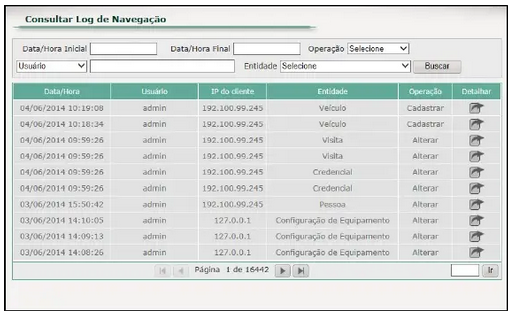 Consultar Log de Navegação
Data/Hora Inicial Data/Hora Final Operação Selecione
Usuário Entidade Selecione Buscar
Data/Hora Usuário IP do cliente Entidade Operação Detalhar
04/06/2014 10:19:08 admin 192.100.99.245 Veículo Cadastrar
04/06/2014 10:18:34 admin 192.100.99.245 Veículo Cadastrar
04/06/2014 09:59:26 admin 192.100.99.245 Visita Alterar
04/06/2014 09:59:26 admin 192.100.99.245 Visita Alterar
04/06/2014 09:59:26 admin 192.100.99.245 Credencial Alterar
04/06/2014 09:59:26 admin 192.100.99.245 Credencial Alterar
03/06/2014 15:50:42 admin 192.100.99.245 Pessoa Alterar
03/06/2014 14:10:05 admin 127.0.0.1 Configuração de Equipamento Alterar
03/06/2014 14:09:13 admin 127.0.0.1 Configuração de Equipamento Alterar
03/06/2014 14:08:26 admin 127.0.0.1 Configuração de Equipamento Alterar
Página 1 de 16442 Ir